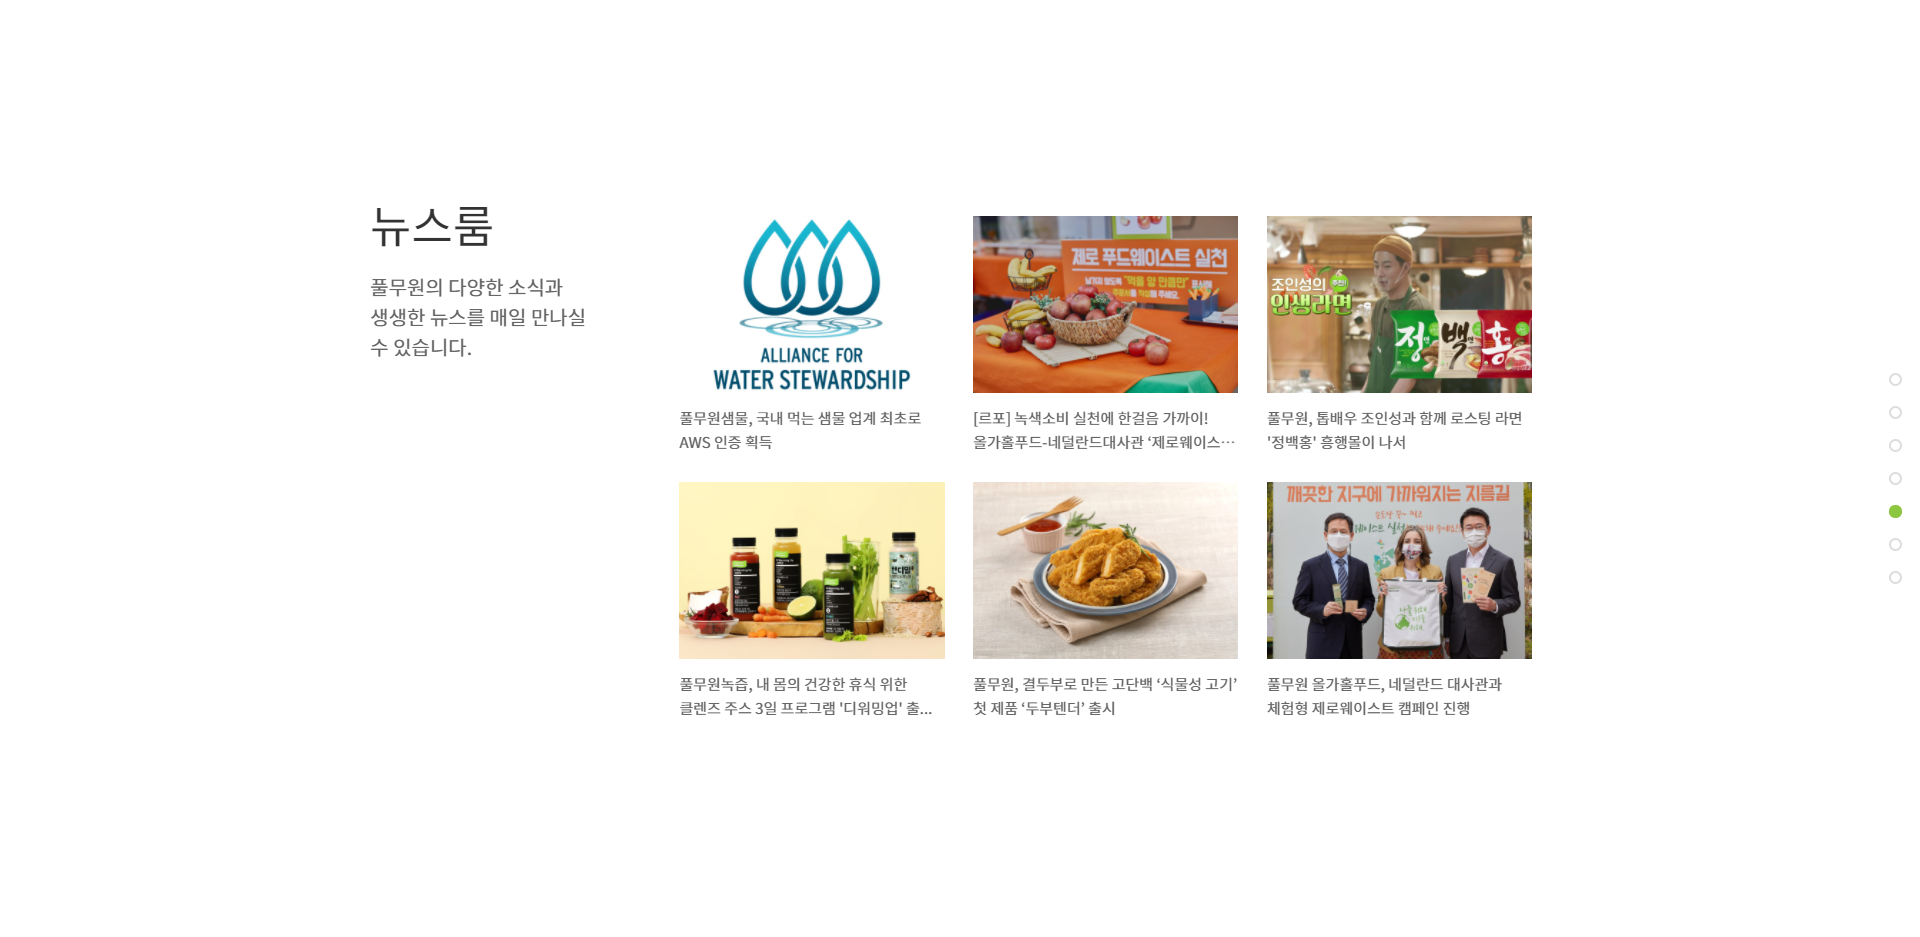 뉴스룸
풀무원의 다양한 소식과
생생한 뉴스를 매일 만나실
수 있습니다.
ALLIANCE FOR
WATER STEWARDSHIP
풀무원샘물, 국내 먹는 샘물 업계 최초로
AWS 인증 획득
제로 푸드웨이스트 실천
"먹을 알 만큼만"
[르포] 녹색소비 실천에 한걸음 가까이!
올가홀푸드-네덜란드대사관 ‘제로웨이스…
조인성의
인생라면
정 백 홍
풀무원, 톱배우 조인성과 함께 로스팅 라면
'정백홍' 흥행몰이 나서
풀무원녹즙, 내 몸의 건강한 휴식 위한
클렌즈 주스 3일 프로그램 '디워밍업' 출...
풀무원, 결두부로 만든 고단백 ‘식물성 고기’
첫 제품 ‘두부텐더’ 출시
깨끗한 지구에 가까워지는 지름길
풀무원 올가홀푸드, 네덜란드 대사관과
체험형 제로웨이스트 캠페인 진행